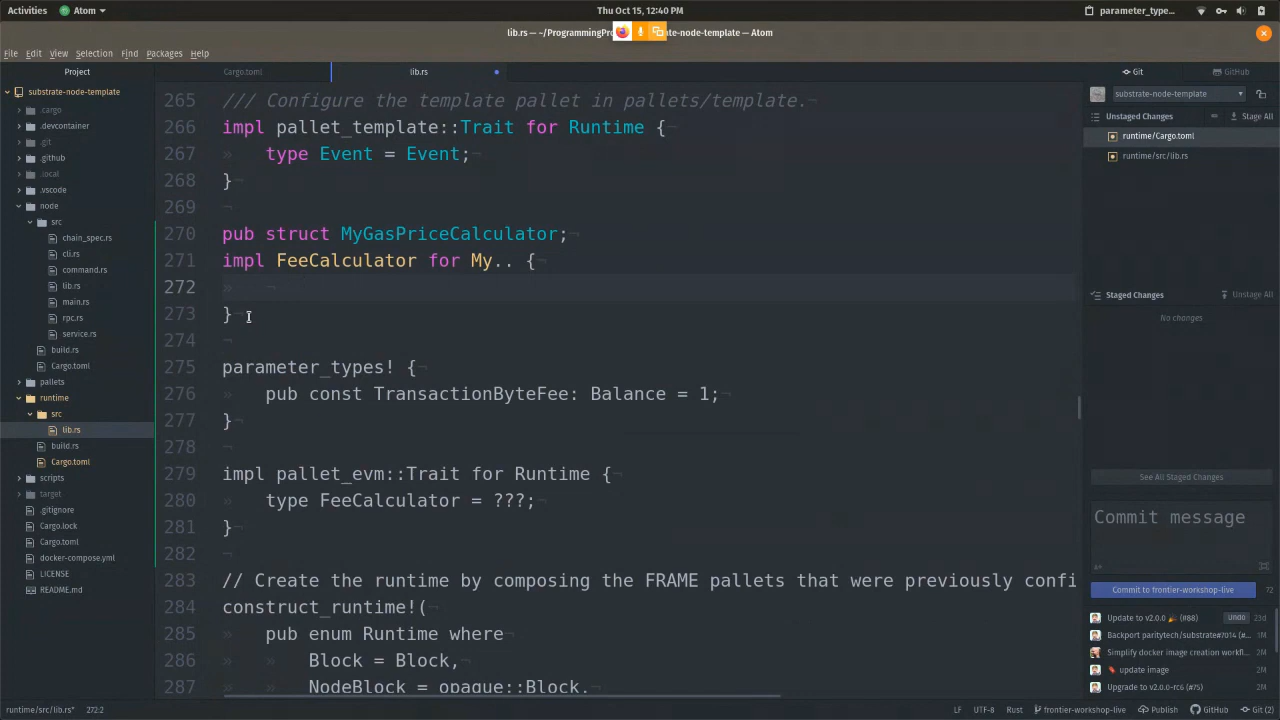 Activities Atom Thu Oct 15, 12:40 PM parameter_type...
lib.rs — ~/ProgrammingPro ate-node-template — Atom
File Edit View Selection Find Packages Help
Project Cargo.toml lib.rs Git GitHub
substrate-node-template
.cargo
.devcontainer
.git
.github
.local
.vscode
node
src
chain_spec.rs
cli.rs
command.rs
lib.rs
main.rs
rpc.rs
service.rs
build.rs
Cargo.toml
pallets
runtime
src
lib.rs
build.rs
Cargo.toml
scripts
target
.gitignore
Cargo.lock
Cargo.toml
docker-compose.yml
LICENSE
README.md
265 /// Configure the template pallet in pallets/template.¬
266 impl pallet_template::Trait for Runtime {¬
267 » type Event = Event;¬
268 }¬
269 ¬
270 pub struct MyGasPriceCalculator;¬
271 impl FeeCalculator for My.. {¬
272 » ¬
273 }¬
274 ¬
275 parameter_types! {¬
276 » pub const TransactionByteFee: Balance = 1;¬
277 }¬
278 ¬
279 impl pallet_evm::Trait for Runtime {¬
280 » type FeeCalculator = ???;¬
281 }¬
282 ¬
283 // Create the runtime by composing the FRAME pallets that were previously confi
284 construct_runtime!(¬
285 » pub enum Runtime where¬
286 » » Block = Block,¬
287 » » NodeBlock = opaque::Block,¬
substrate-node-template
Unstaged Changes Stage All
runtime/Cargo.toml
runtime/src/lib.rs
Staged Changes Unstage All
No changes
See All Staged Changes
Commit message
Commit to frontier-workshop-live 72
Update to v2.0.0 🎉 (#88) Undo 23d
Backport paritytech/substrate#7014 (#... 1M
Simplify docker image creation workfl... 2M
🔖 update image 2M
Upgrade to v2.0.0-rc6 (#75) 2M
runtime/src/lib.rs* 272:2 LF UTF-8 Rust frontier-workshop-live Publish GitHub Git (2)